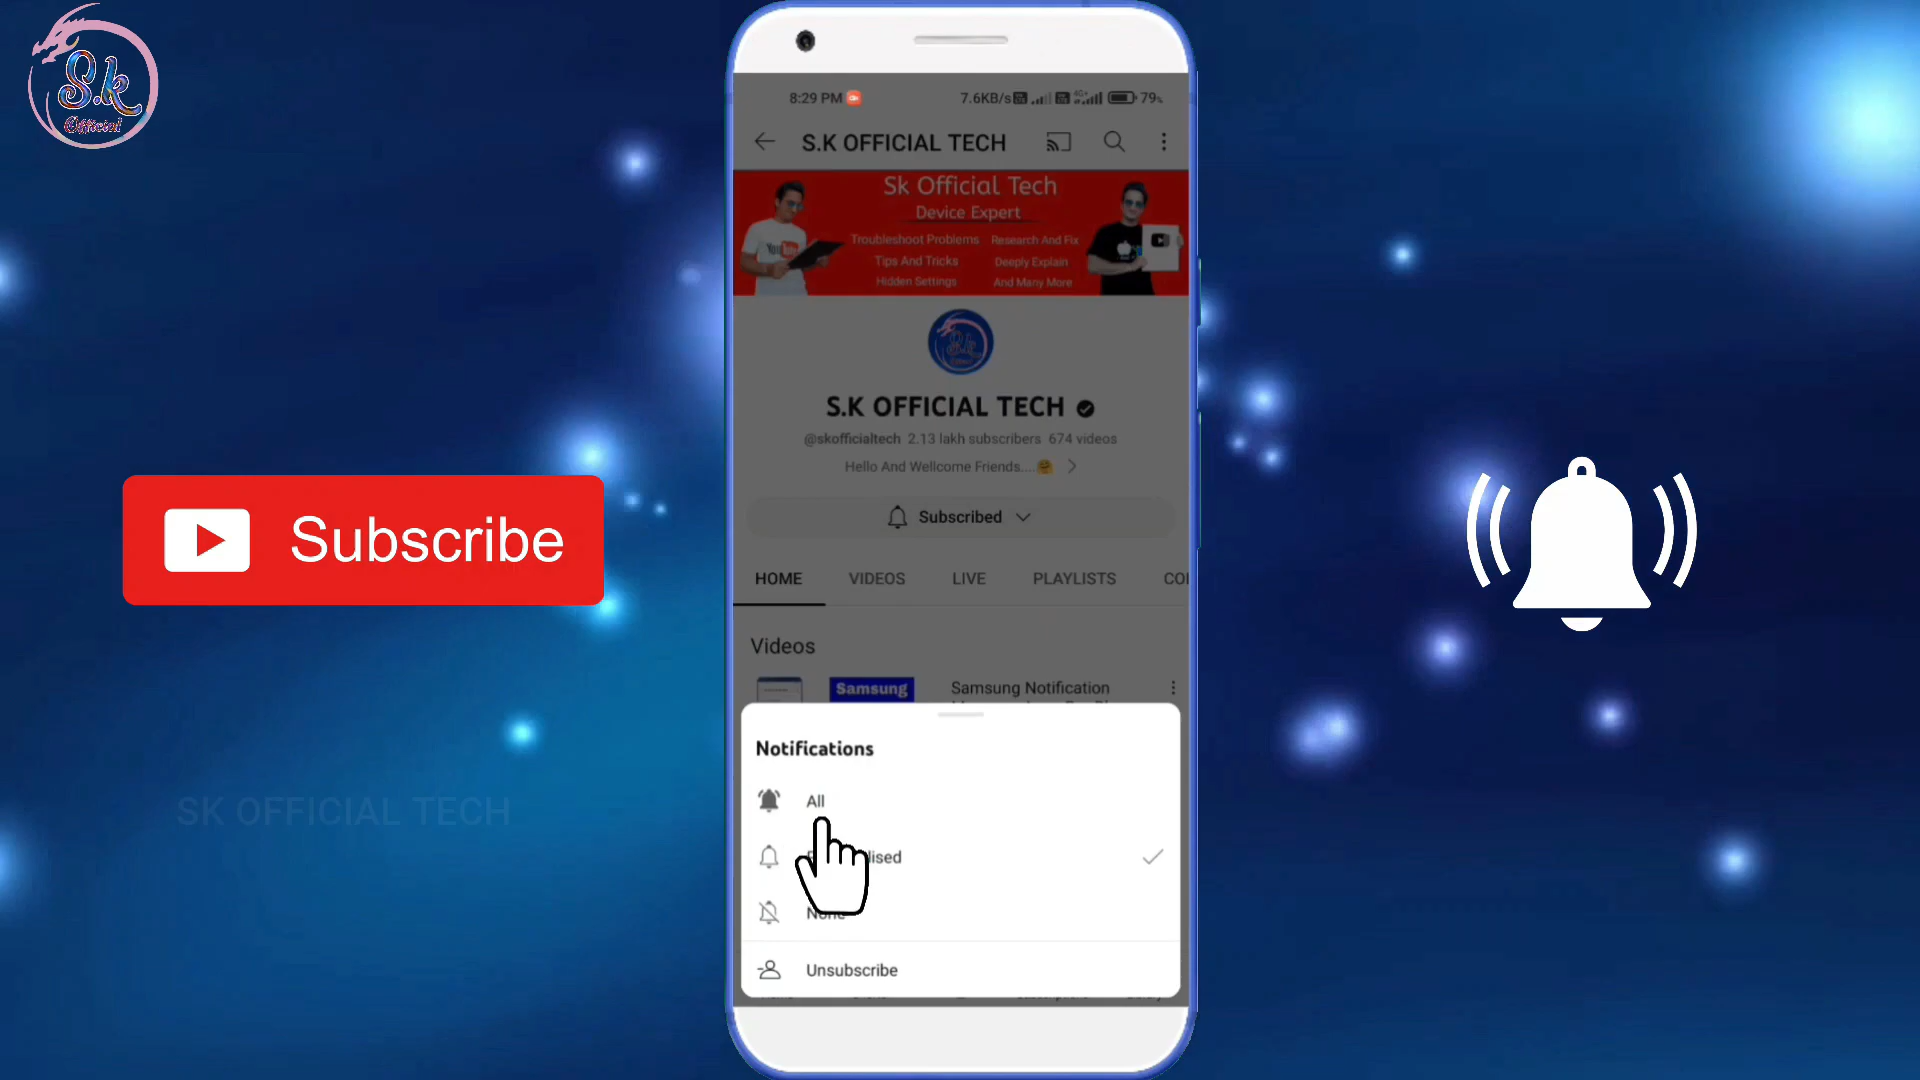 S.k
Official
8:29 PM
7.6KB/s
4G+
79%
S.K OFFICIAL TECH
Sk Official Tech
Device Expert
Troubleshoot Problems
Research And Fix
Tips And Tricks
Deeply Explain
Hidden Settings
And Many More
S.K OFFICIAL TECH
@skofficialtech 2.13 lakh subscribers 674 videos
Hello And Wellcome Friends....
Subscribed
HOME VIDEOS LIVE PLAYLISTS
Videos
Samsung
Samsung Notification
Notifications
All
None
Unsubscribe
Subscribe
SK OFFICIAL TECH